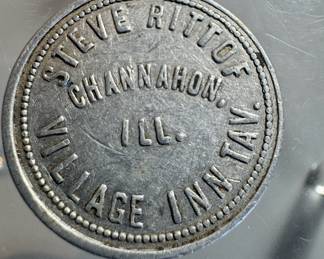 STEVE RITTOF
CHANNAHON.
ILL.
VILLAGE INN TAV.